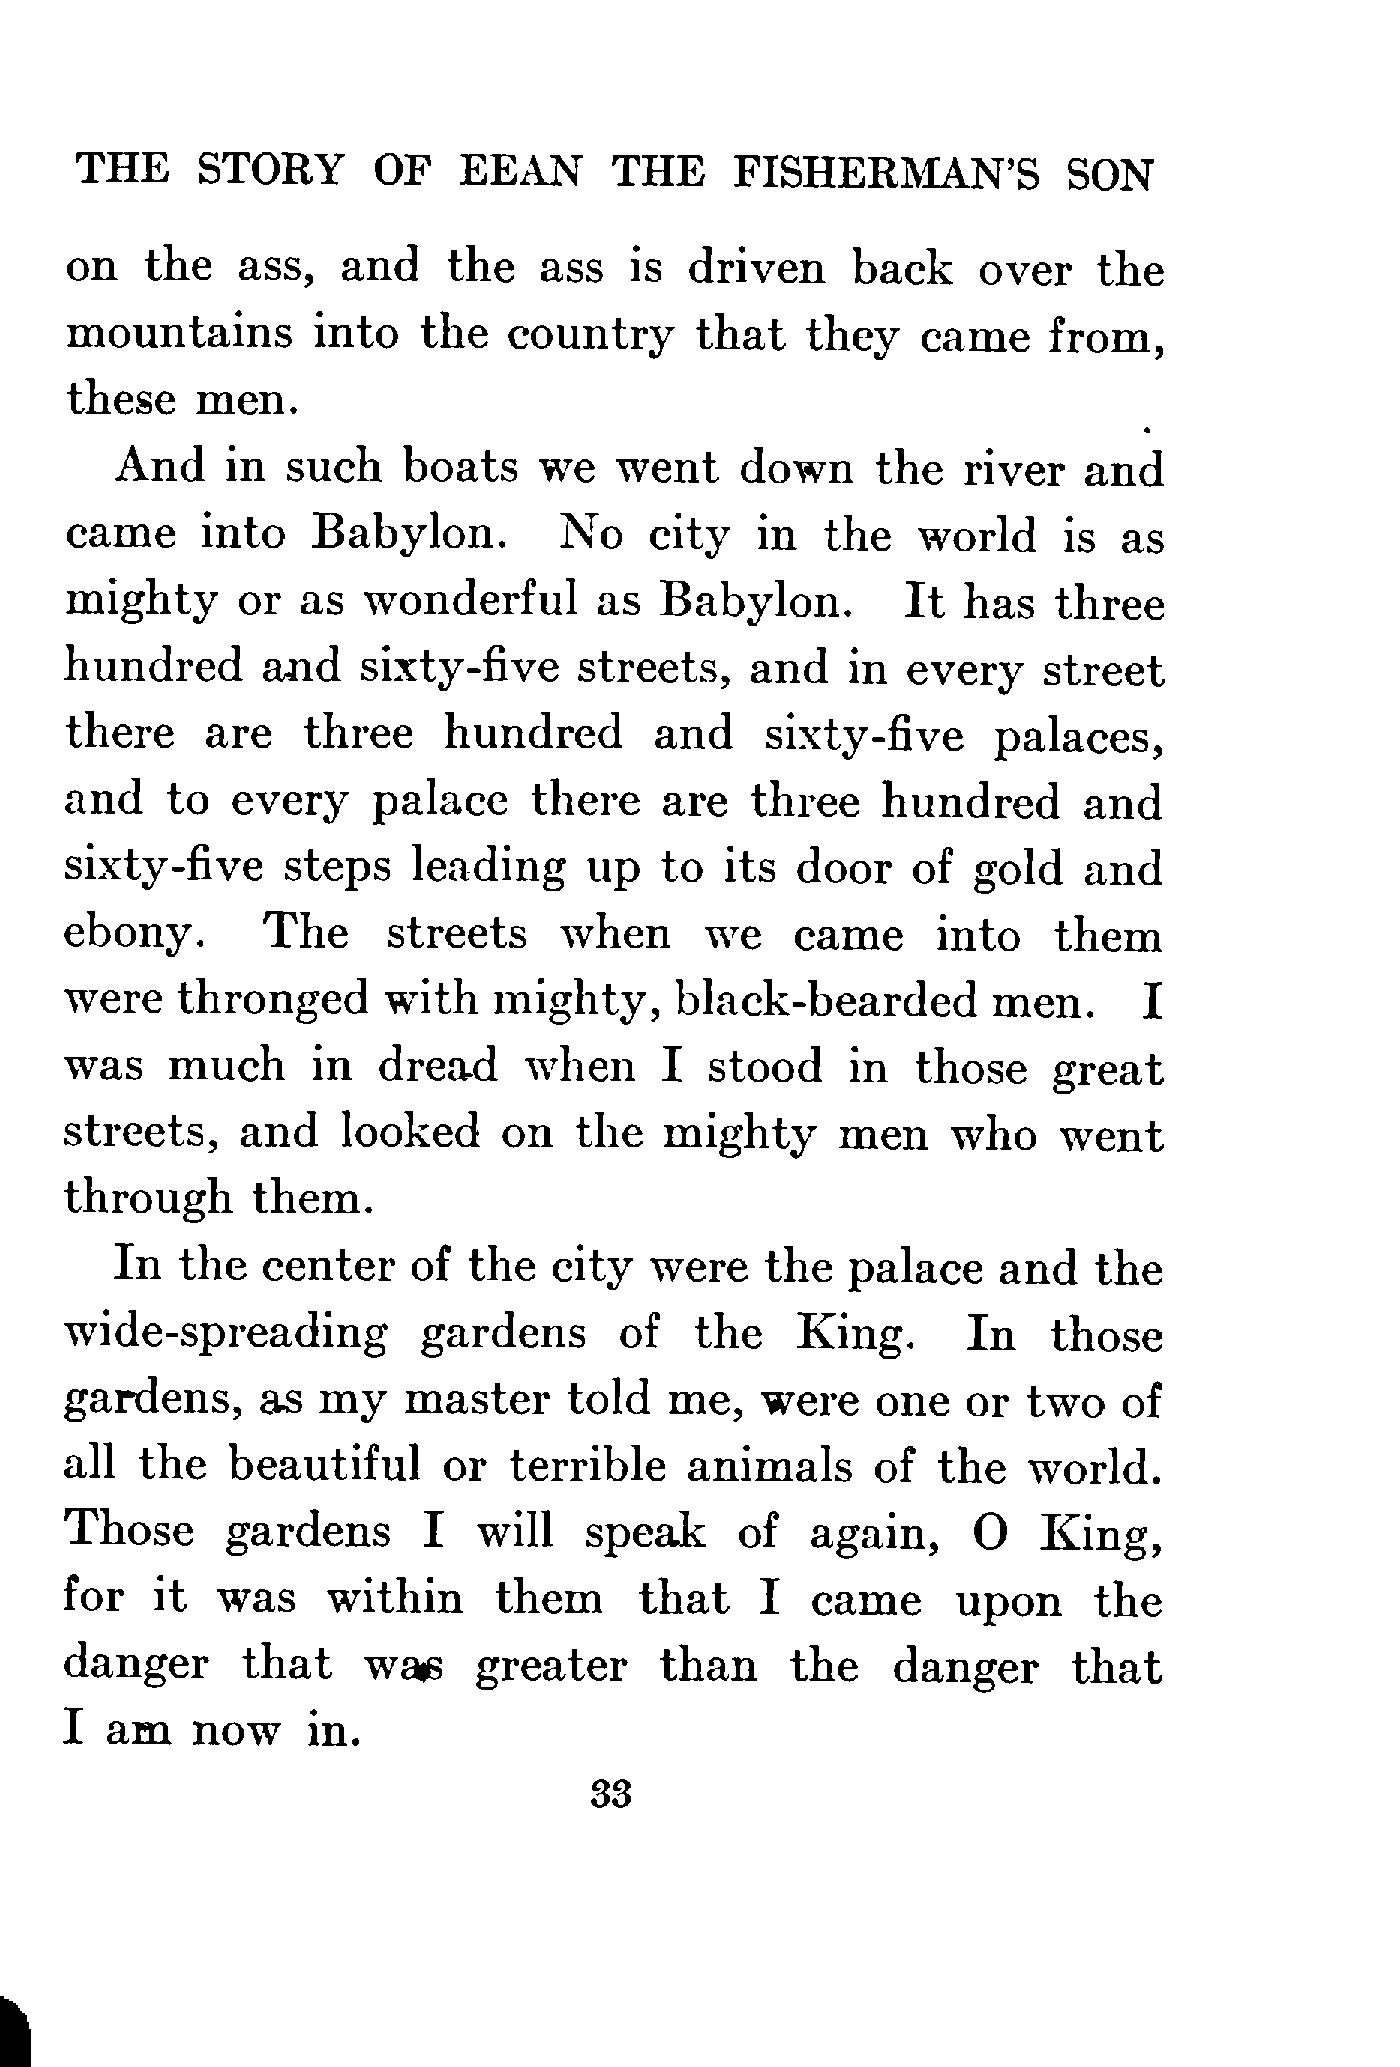 THE STORY OF EEAN THE FISHERMAN'S SON
on the ass, and the ass is driven back over the
mountains into the country that they came from,
these men.
And in such boats we went down the river and
came into Babylon. No city in the world is as
mighty or as wonderful as Babylon. It has three
hundred and sixty-five streets, and in every street
there are three hundred and sixty-five palaces,
and to every palace there are three hundred and
sixty-five steps leading up to its door of gold and
ebony. The streets when we came into them
were thronged with mighty, black-bearded men. I
was much in dread when I stood in those great
streets, and looked on the mighty men who went
through them.
In the center of the city were the palace and the
wide-spreading gardens of the King. In those
gardens, as my master told me, were one or two of
all the beautiful or terrible animals of the world.
Those gardens I will speak of again, O King,
for it was within them that I came upon the
danger that was greater than the danger that
I am now in.
33